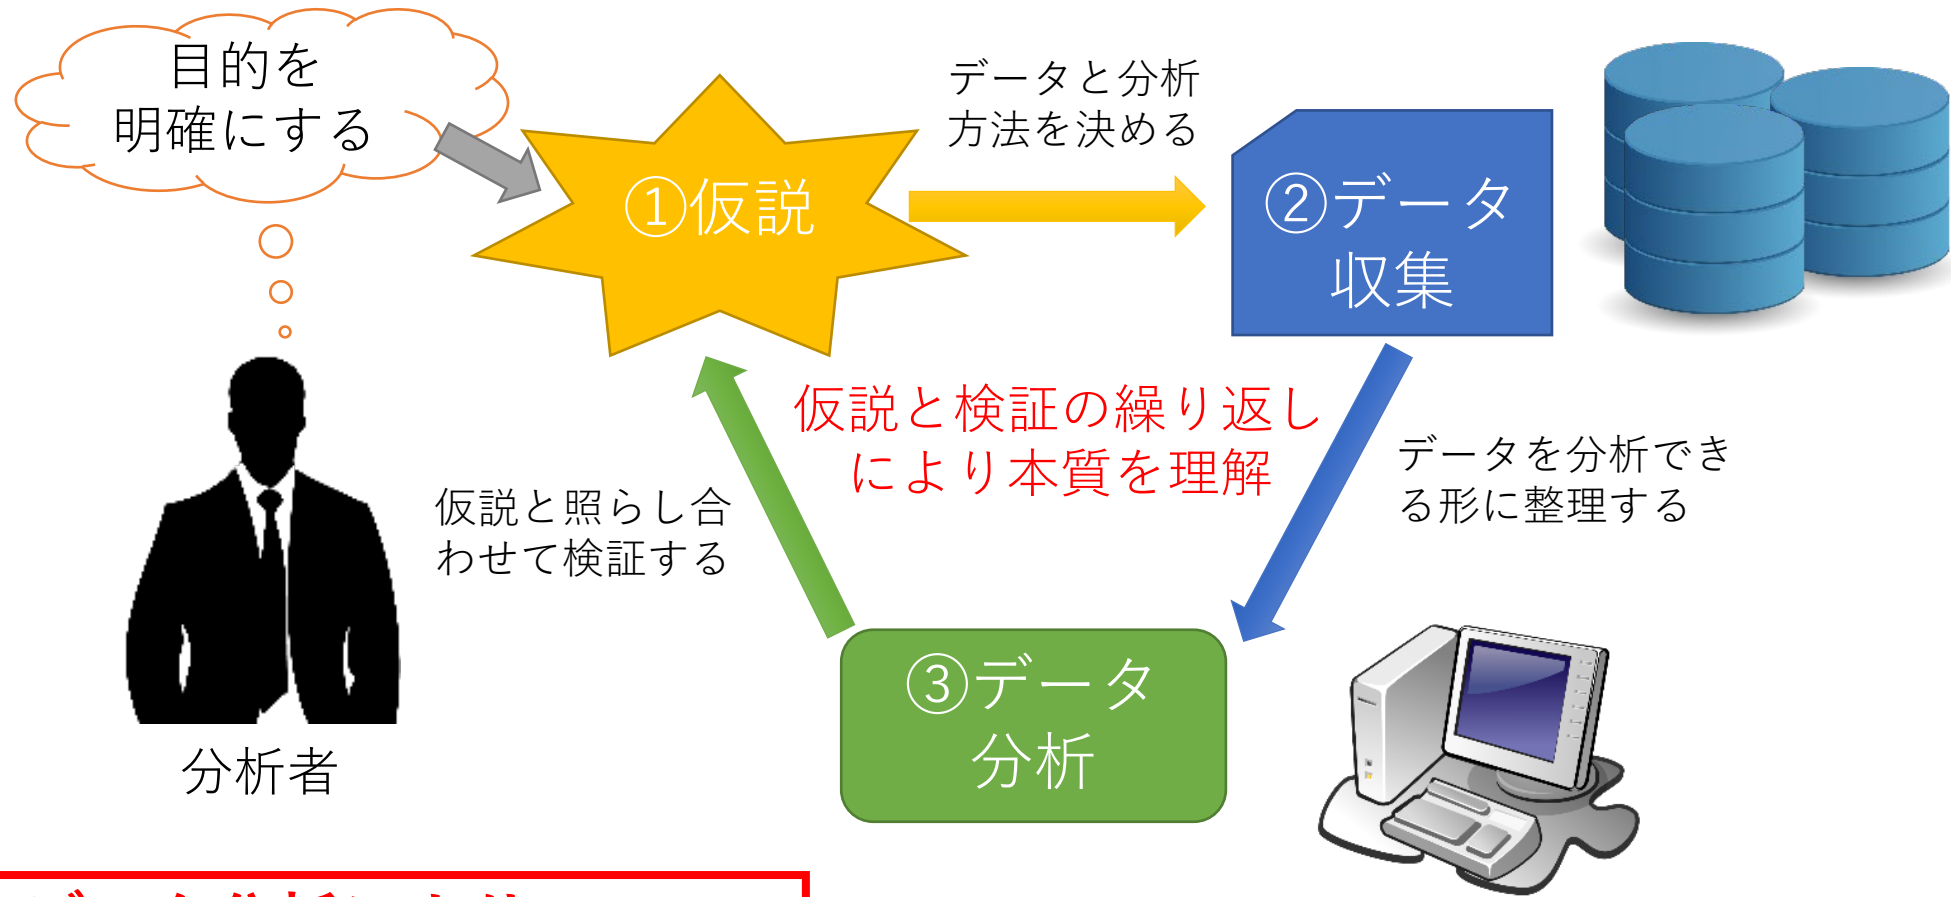 目的を
明確にする
①仮説
データと分析
方法を決める
②データ
収集
仮説と検証の繰り返し
により本質を理解
データを分析でき
る形に整理する
仮説と照らし合
わせて検証する
③データ
分析
分析者